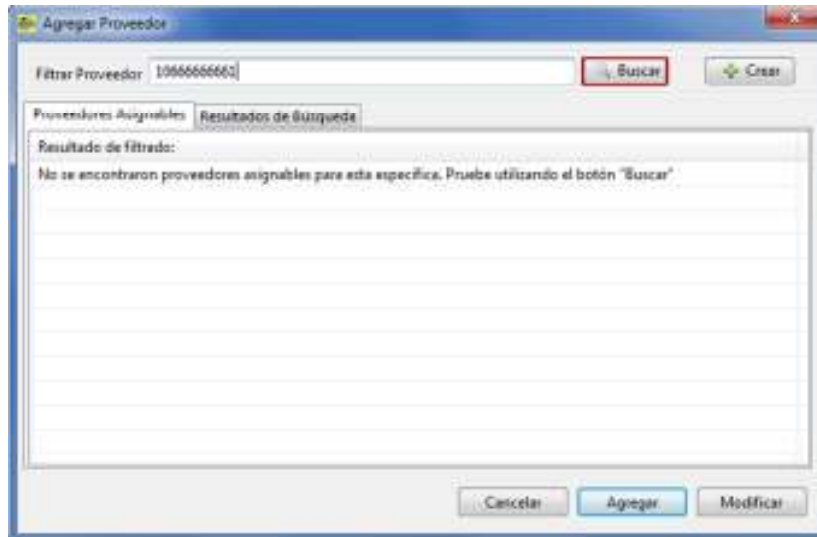 Agregar Proveedor
Filtrar Proveedor 10666666661 Buscar Crear
Proveedores Asignables Resultados de Búsqueda
Resultado de filtrado:
No se encontraron proveedores asignables para esta específica. Pruebe utilizando el botón "Buscar"
Cancelar Agregar Modificar